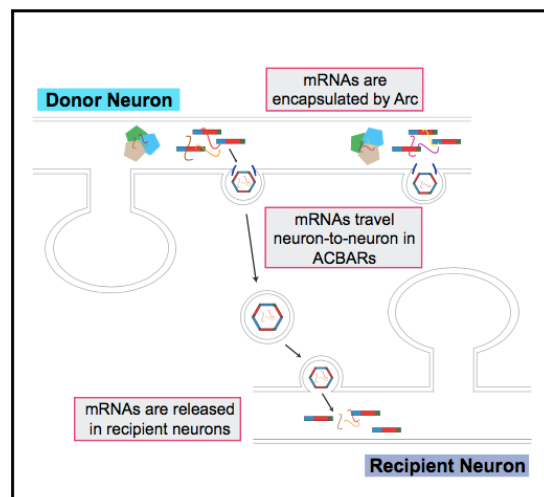 mRNAs are
encapsulated by Arc
Donor Neuron
mRNAs travel
neuron-to-neuron in
ACBARs
mRNAs are released
in recipient neurons
Recipient Neuron